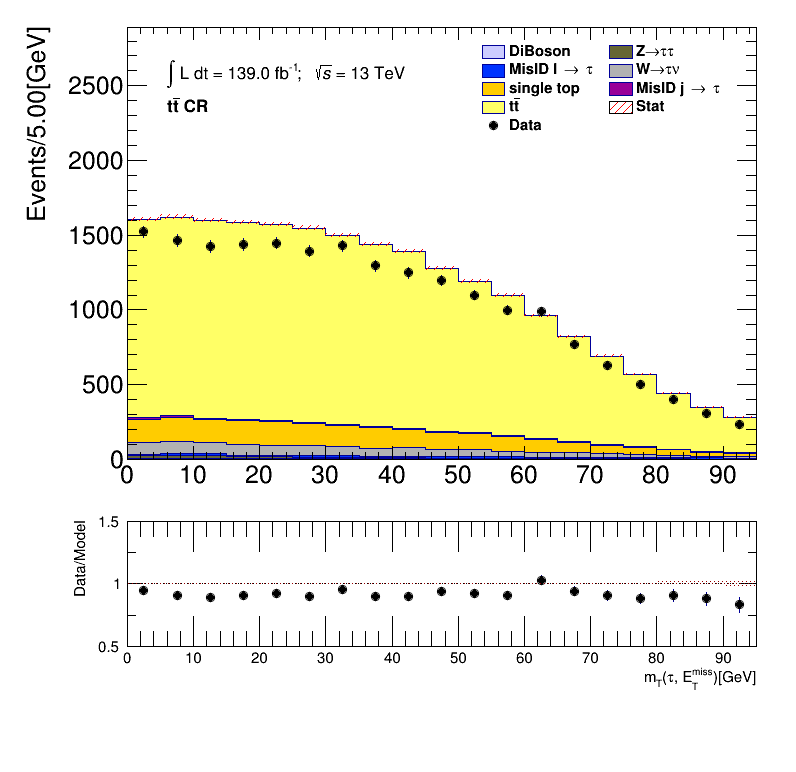 DiBoson
Z→ττ
MisID l → τ
W→τν
single top
MisID j → τ
tt̄
Stat
Data
∫ L dt = 139.0 fb⁻¹; √s = 13 TeV
tt̄ CR
Events/5.00[GeV]
2500
2000
1500
1000
500
0
0 10 20 30 40 50 60 70 80 90
Data/Model
1.5
1
0.5
0 10 20 30 40 50 60 70 80 90
m_T(τ, E_T^miss)[GeV]